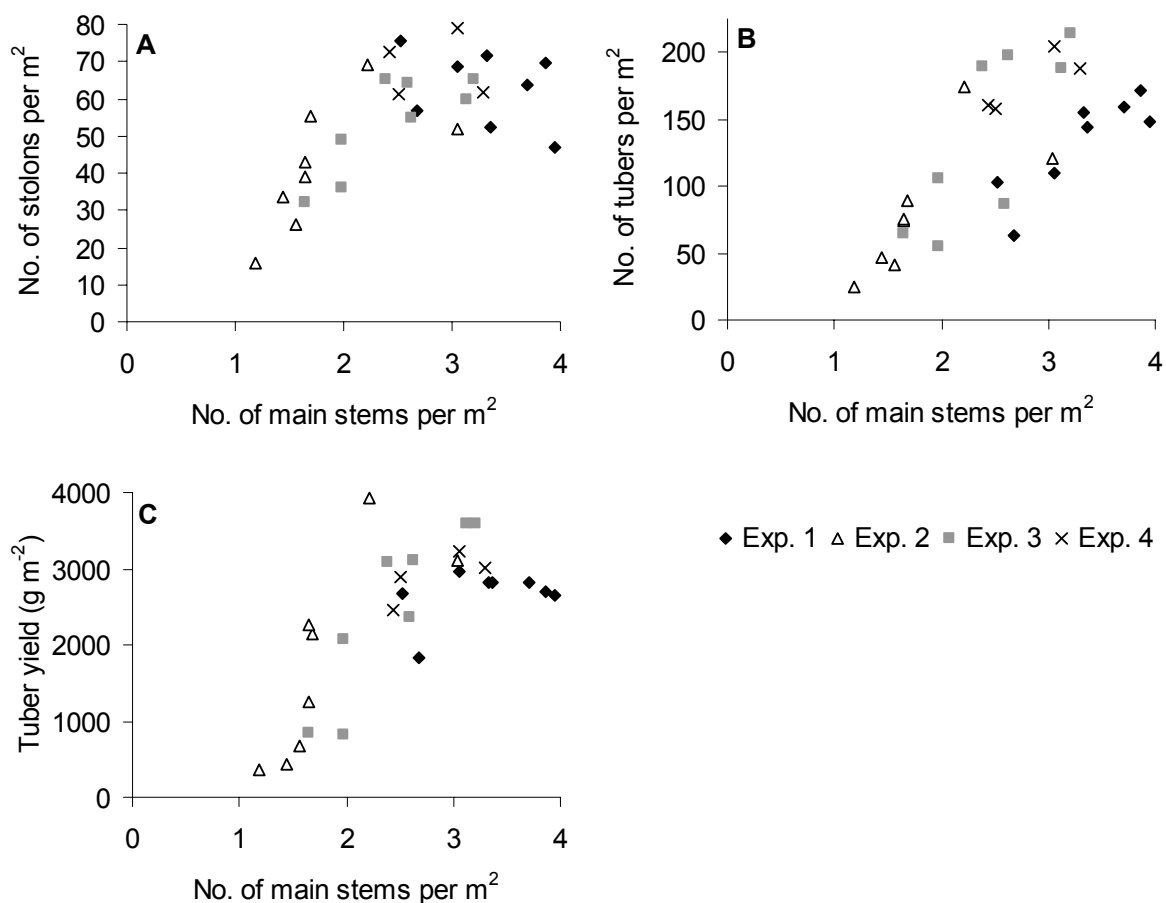 A
No. of stolons per m²
80
70
60
50
40
30
20
10
0
0 1 2 3 4
No. of main stems per m²
B
No. of tubers per m²
200
150
100
50
0
0 1 2 3 4
No. of main stems per m²
C
Tuber yield (g m⁻²)
4000
3000
2000
1000
0
0 1 2 3 4
No. of main stems per m²
Exp. 1 Exp. 2 Exp. 3 Exp. 4